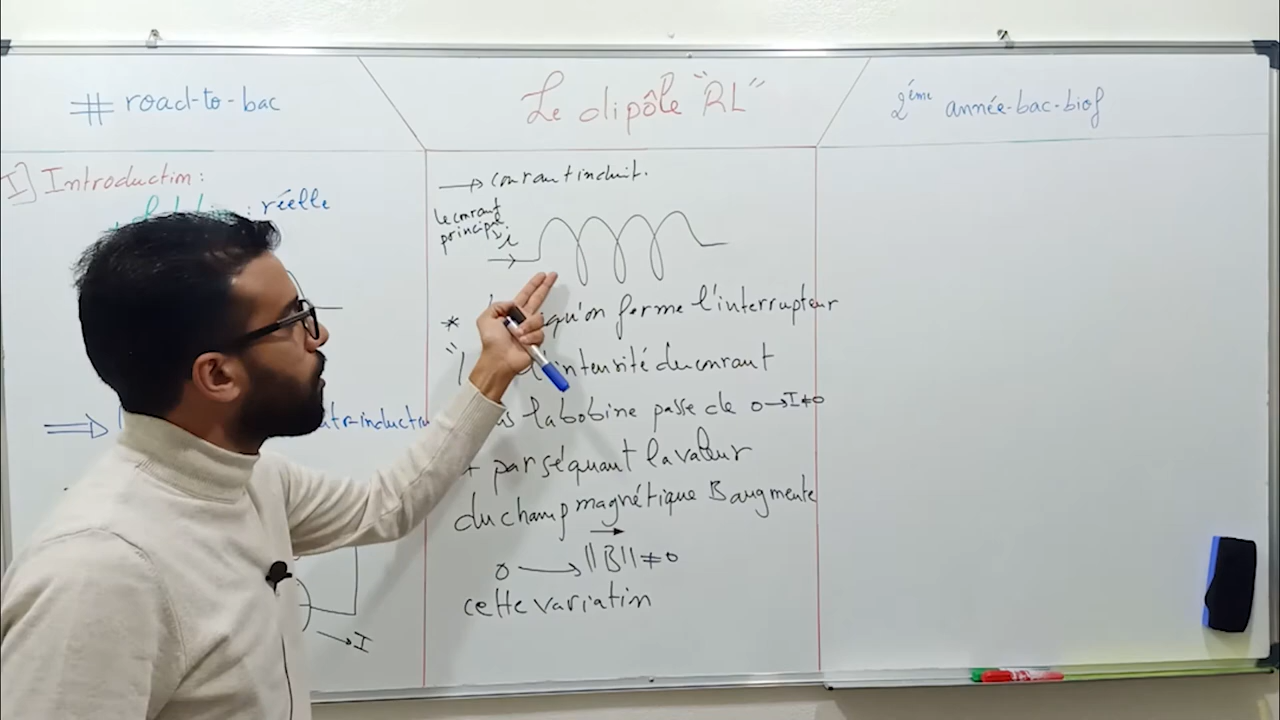 # road-to-bac
Le dipôle "RL"
2ème année-bac-biof
I] Introduction:
: réelle
I
→ courant induit.
le courant
principal
i
* qu'on ferme l'interrupteur
intensité du courant
la bobine passe de 0→I≠0
par séquant la valeur
du champ magnétique B augmente
0 → ||B|| ≠ 0
cette variation